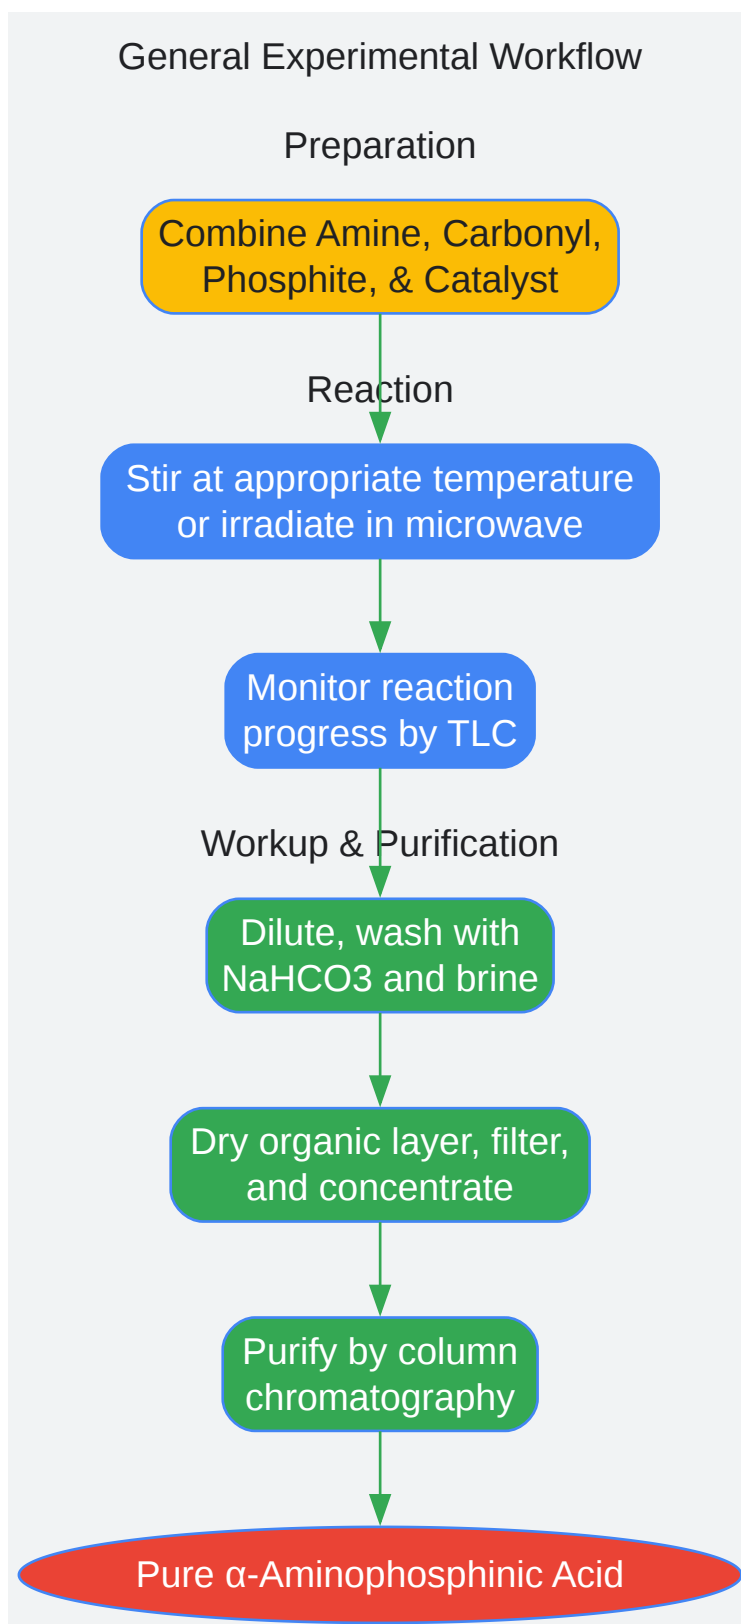 General Experimental Workflow
Preparation
Combine Amine, Carbonyl,
Phosphite, & Catalyst
Reaction
Stir at appropriate temperature
or irradiate in microwave
Monitor reaction
progress by TLC
Workup & Purification
Dilute, wash with
NaHCO3 and brine
Dry organic layer, filter,
and concentrate
Purify by column
chromatography
Pure α-Aminophosphinic Acid